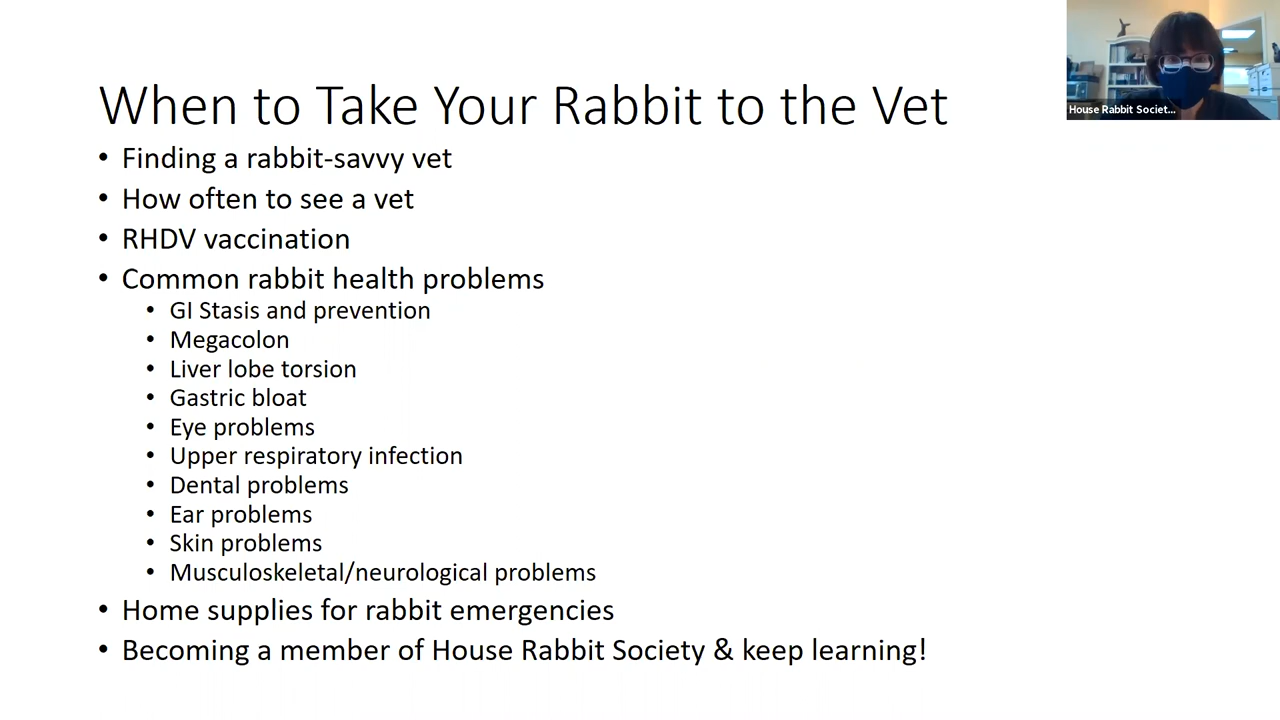 When to Take Your Rabbit to the Vet
• Finding a rabbit-savvy vet
• How often to see a vet
• RHDV vaccination
• Common rabbit health problems
• GI Stasis and prevention
• Megacolon
• Liver lobe torsion
• Gastric bloat
• Eye problems
• Upper respiratory infection
• Dental problems
• Ear problems
• Skin problems
• Musculoskeletal/neurological problems
• Home supplies for rabbit emergencies
• Becoming a member of House Rabbit Society & keep learning!
House Rabbit Societ...